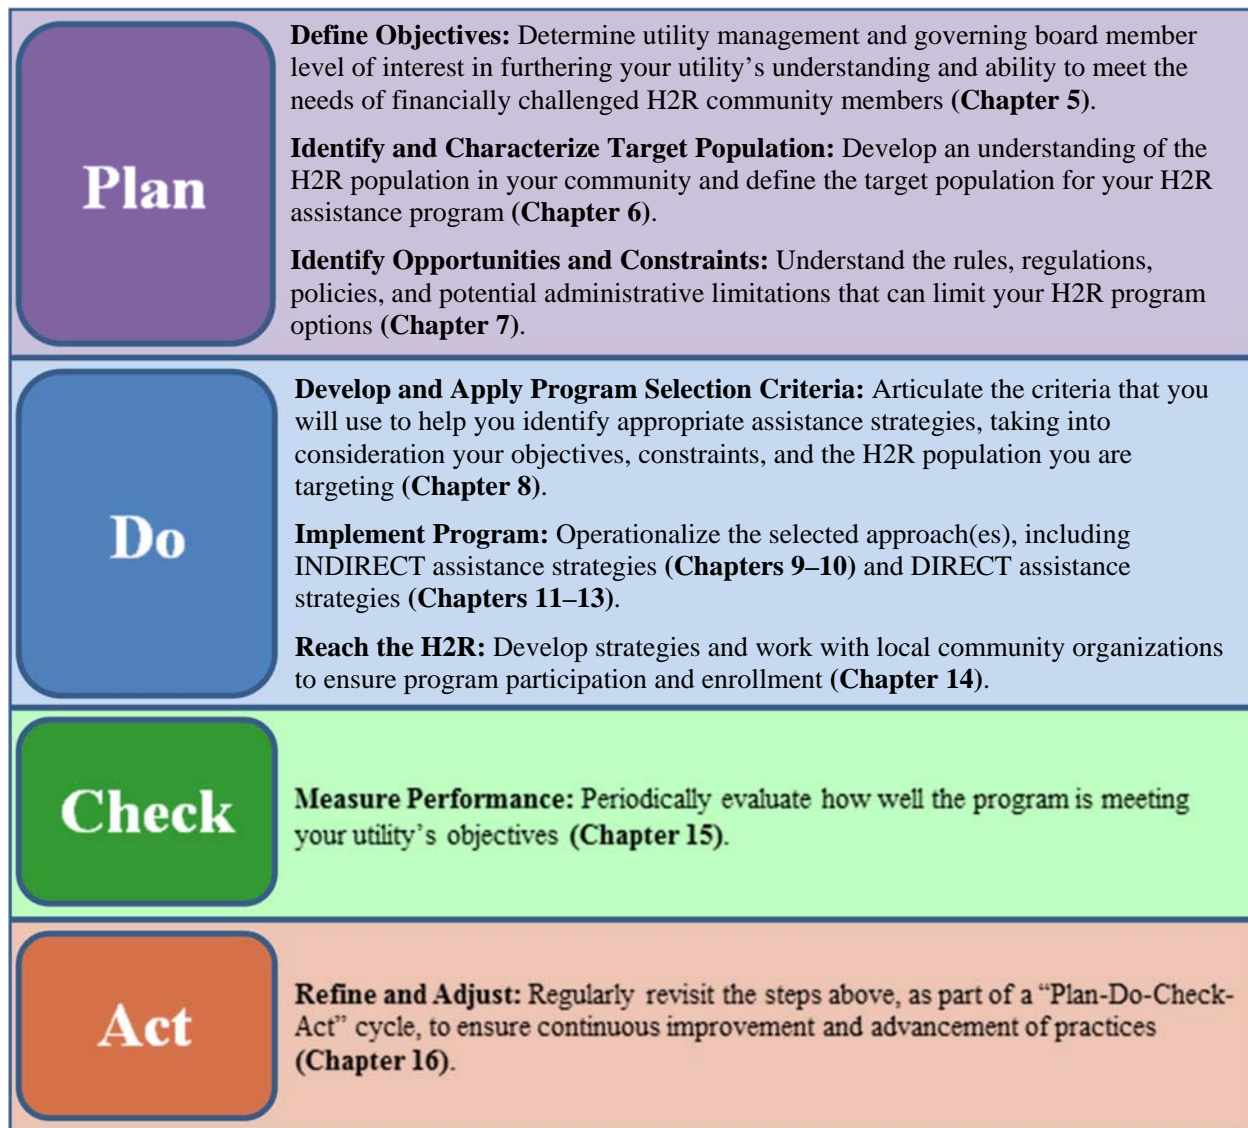 Plan
Define Objectives: Determine utility management and governing board member
level of interest in furthering your utility's understanding and ability to meet the
needs of financially challenged H2R community members (Chapter 5).
Identify and Characterize Target Population: Develop an understanding of the
H2R population in your community and define the target population for your H2R
assistance program (Chapter 6).
Identify Opportunities and Constraints: Understand the rules, regulations,
policies, and potential administrative limitations that can limit your H2R program
options (Chapter 7).
Do
Develop and Apply Program Selection Criteria: Articulate the criteria that you
will use to help you identify appropriate assistance strategies, taking into
consideration your objectives, constraints, and the H2R population you are
targeting (Chapter 8).
Implement Program: Operationalize the selected approach(es), including
INDIRECT assistance strategies (Chapters 9–10) and DIRECT assistance
strategies (Chapters 11–13).
Reach the H2R: Develop strategies and work with local community organizations
to ensure program participation and enrollment (Chapter 14).
Check
Measure Performance: Periodically evaluate how well the program is meeting
your utility's objectives (Chapter 15).
Act
Refine and Adjust: Regularly revisit the steps above, as part of a "Plan-Do-Check-
Act" cycle, to ensure continuous improvement and advancement of practices
(Chapter 16).